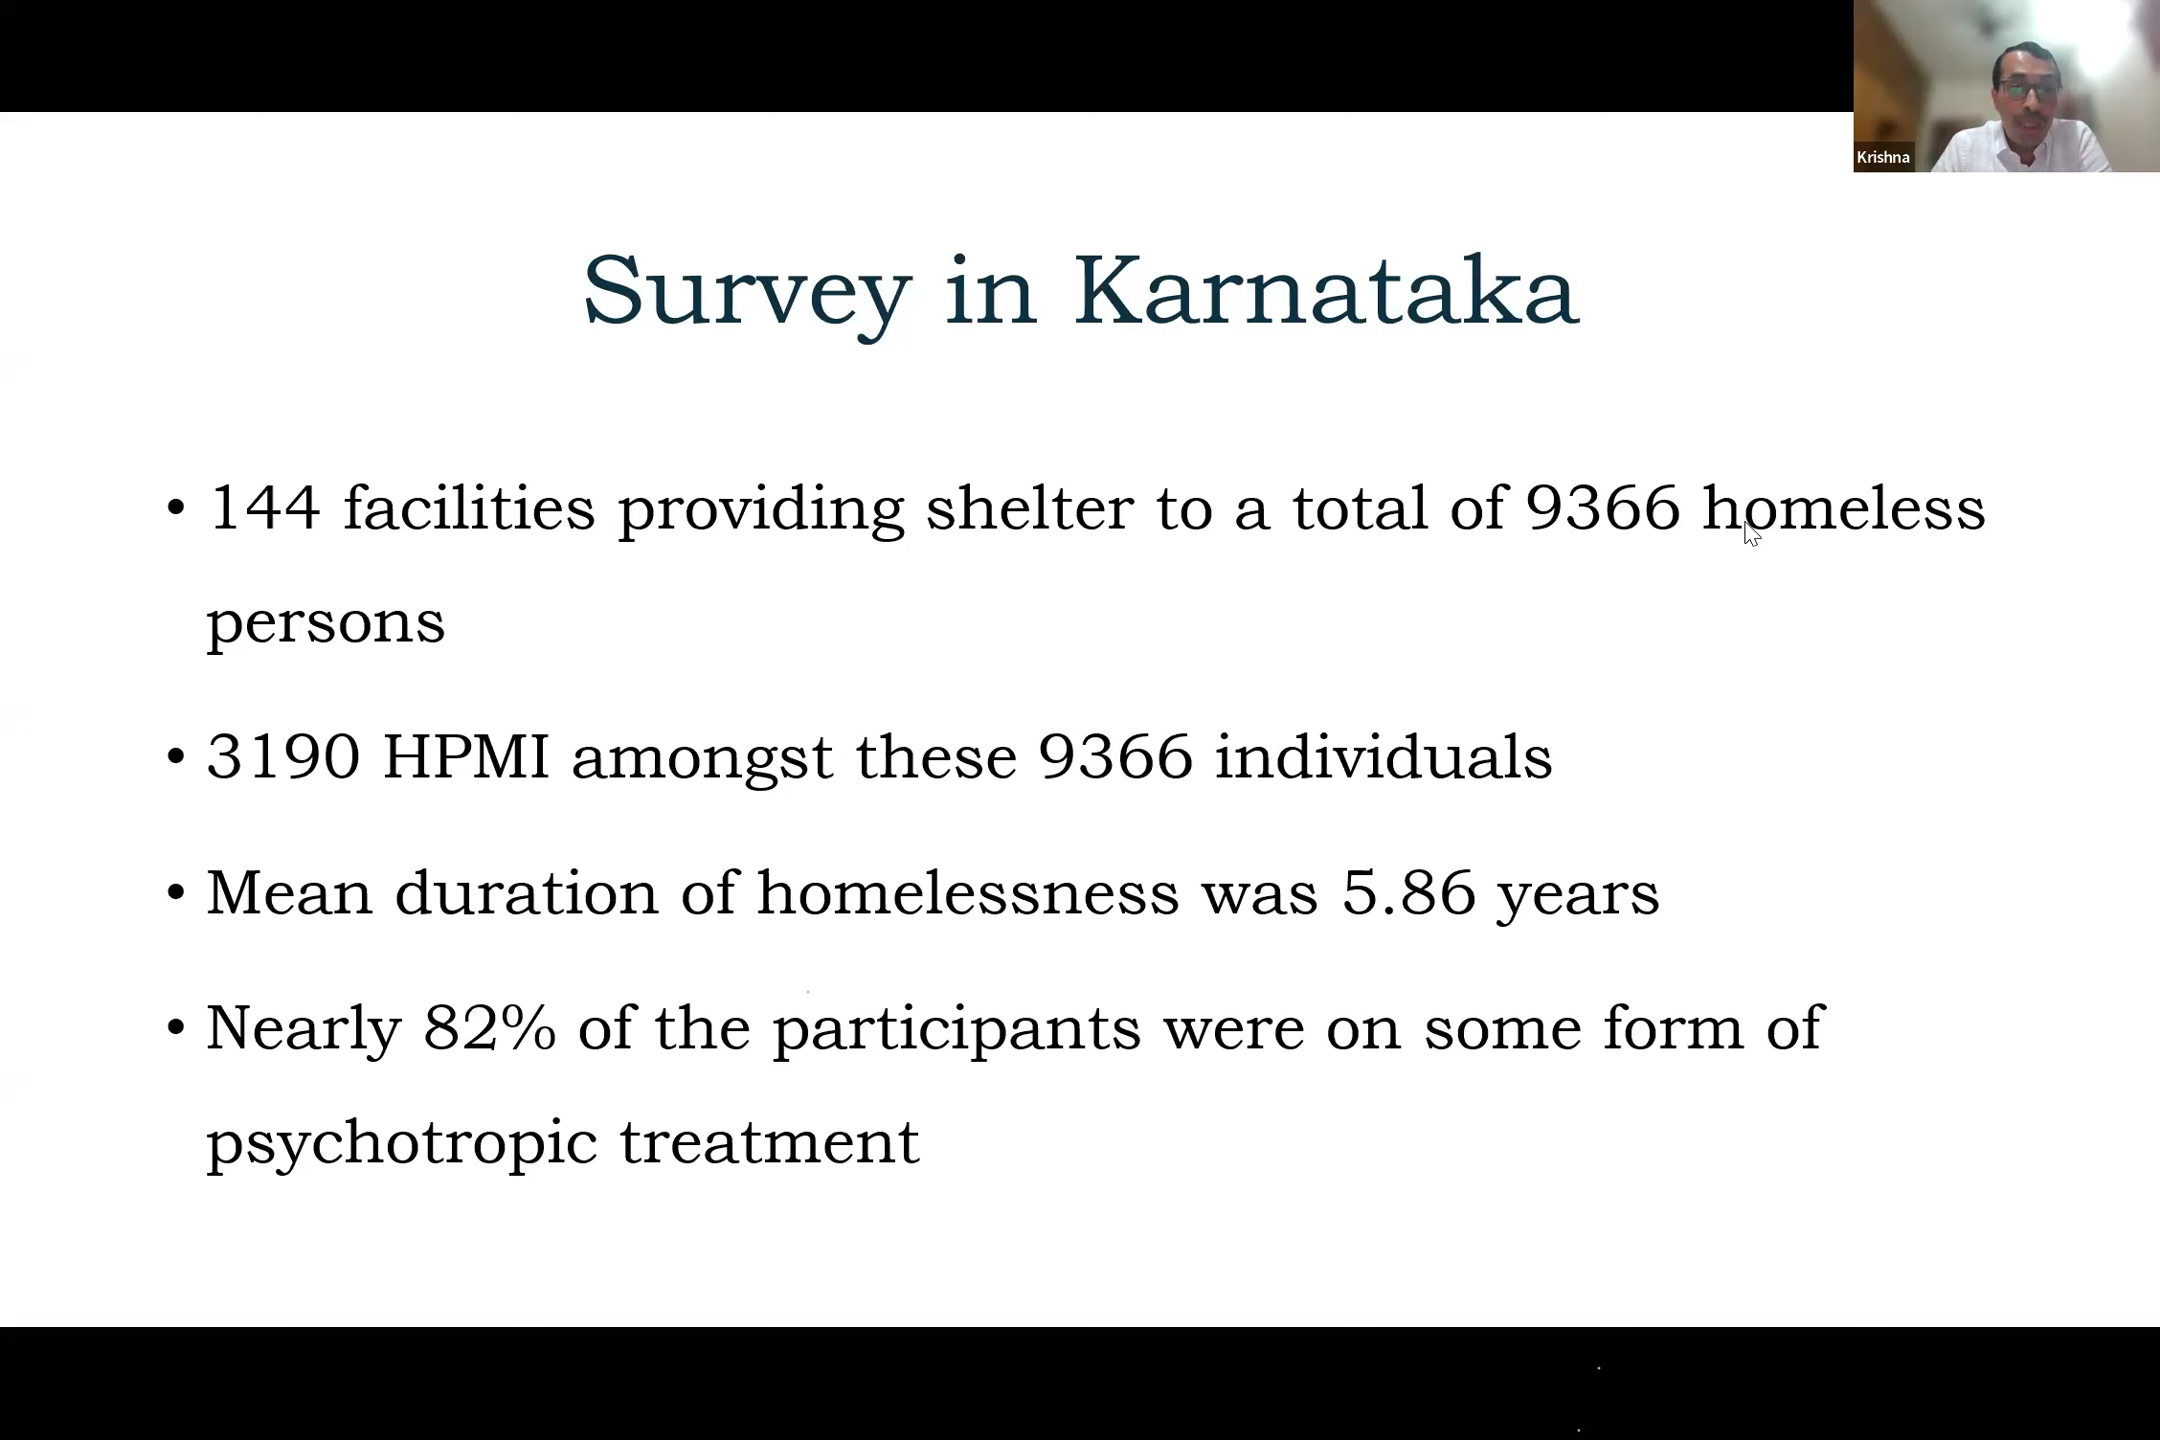 Krishna
Survey in Karnataka
• 144 facilities providing shelter to a total of 9366 homeless
persons
• 3190 HPMI amongst these 9366 individuals
• Mean duration of homelessness was 5.86 years
• Nearly 82% of the participants were on some form of
psychotropic treatment